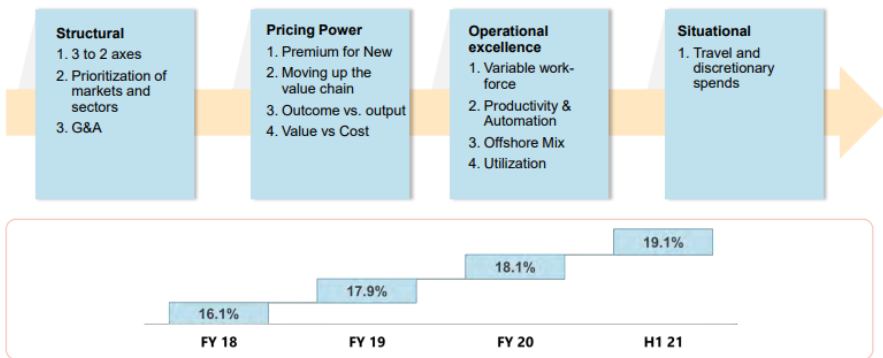 Structural
1. 3 to 2 axes
2. Prioritization of
markets and
sectors
3. G&A
Pricing Power
1. Premium for New
2. Moving up the
value chain
3. Outcome vs. output
4. Value vs Cost
Operational
excellence
1. Variable work-
force
2. Productivity &
Automation
3. Offshore Mix
4. Utilization
Situational
1. Travel and
discretionary
spends
16.1%
17.9%
18.1%
19.1%
FY 18
FY 19
FY 20
H1 21